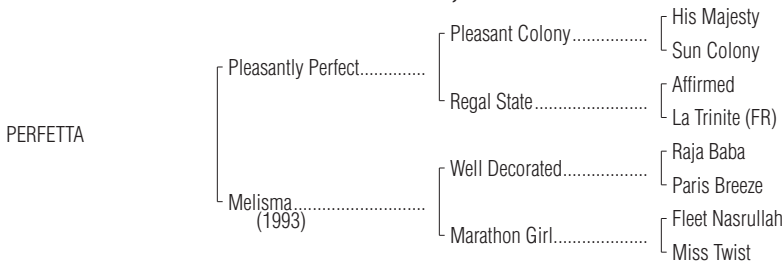 His Majesty
Pleasant Colony...............
Sun Colony
Pleasantly Perfect..............
Affirmed
Regal State.......................
La Trinite (FR)
PERFETTA
Raja Baba
Well Decorated.................
Paris Breeze
Melisma..........................
(1993)
Fleet Nasrullah
Marathon Girl...................
Miss Twist